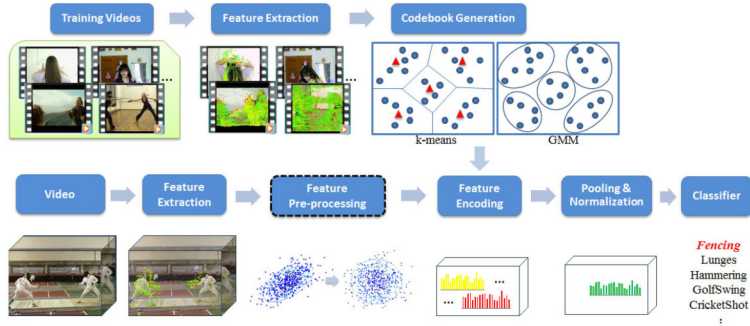 Training Videos
Feature Extraction
Codebook Generation
...
...
k-means
GMM
Video
Feature
Extraction
Feature
Pre-processing
Feature
Encoding
Pooling &
Normalization
Classifier
...
...
Fencing
Lunges
Hammering
GolfSwing
CricketShot
: